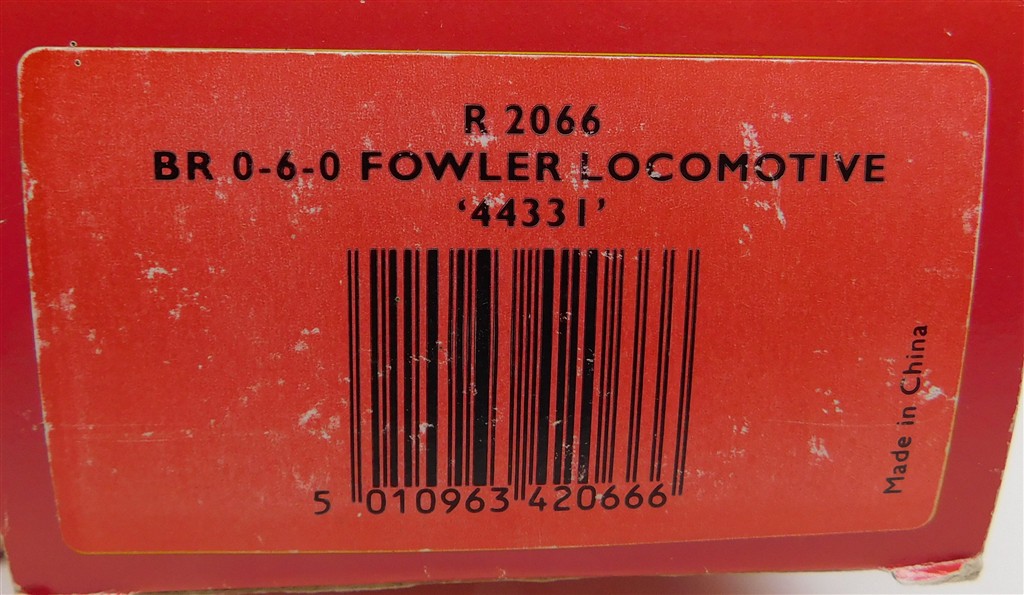 R 2066
BR 0-6-0 FOWLER LOCOMOTIVE
‘44331’
5 010963 420666
Made in China